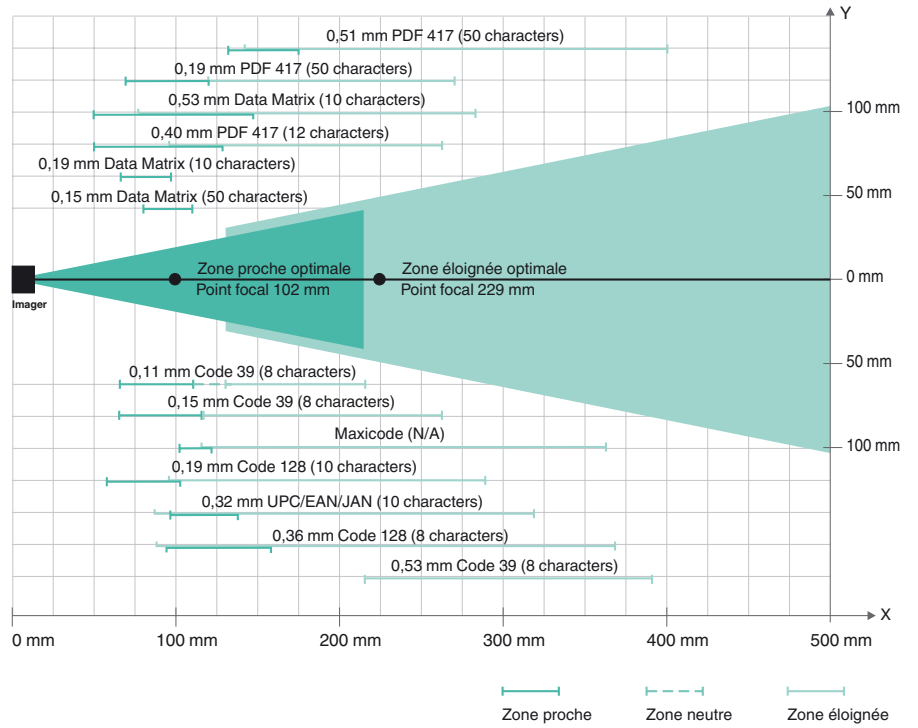 Y
0,51 mm PDF 417 (50 characters)
0,19 mm PDF 417 (50 characters)
0,53 mm Data Matrix (10 characters)
100 mm
0,40 mm PDF 417 (12 characters)
0,19 mm Data Matrix (10 characters)
0,15 mm Data Matrix (50 characters)
50 mm
Zone proche optimale
Point focal 102 mm
Zone éloignée optimale
Point focal 229 mm
0 mm
Imager
50 mm
0,11 mm Code 39 (8 characters)
0,15 mm Code 39 (8 characters)
Maxicode (N/A)
100 mm
0,19 mm Code 128 (10 characters)
0,32 mm UPC/EAN/JAN (10 characters)
0,36 mm Code 128 (8 characters)
0,53 mm Code 39 (8 characters)
X
0 mm
100 mm
200 mm
300 mm
400 mm
500 mm
Zone proche
Zone neutre
Zone éloignée